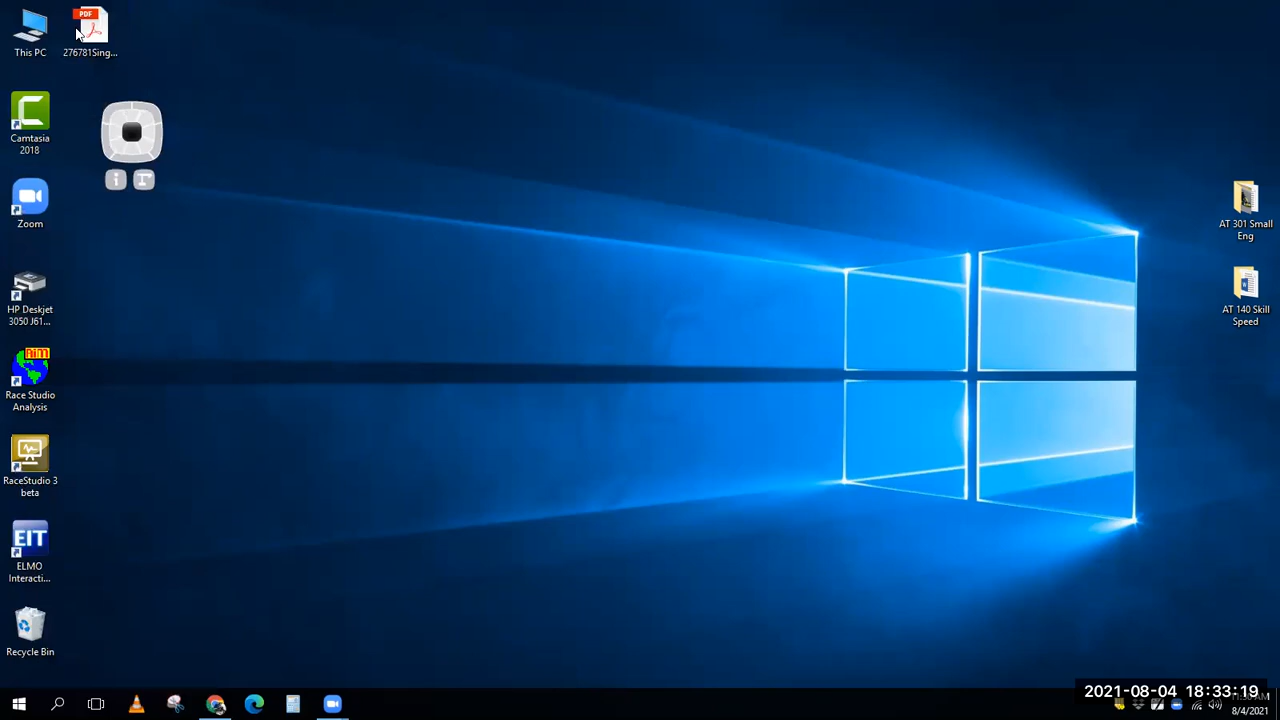 This PC
PDF
276781Sing...
Camtasia
2018
Zoom
HP Deskjet
3050 J61...
AiM
Race Studio
Analysis
RaceStudio 3
beta
EIT
ELMO
Interacti...
Recycle Bin
AT 301 Small
Eng
AT 140 Skill
Speed
2021-08-04 18:33:19
8/4/2021